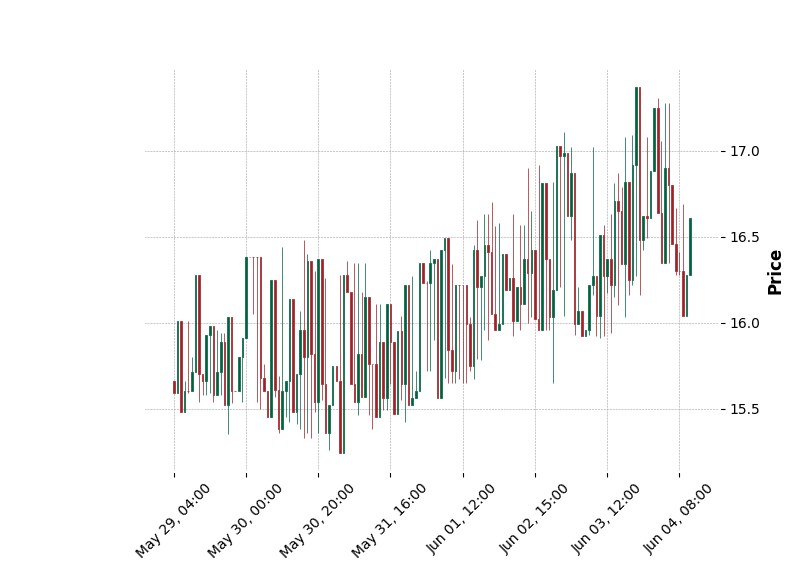 17.0
16.5
16.0
15.5
Price
May 29, 04:00
May 30, 00:00
May 30, 20:00
May 31, 16:00
Jun 01, 12:00
Jun 02, 15:00
Jun 03, 12:00
Jun 04, 08:00